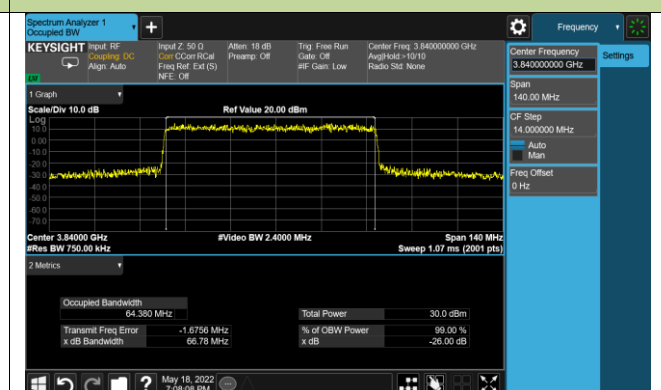 Spectrum Analyzer 1
Occupied BW
+
Frequency
KEYSIGHT
Input: RF
Coupling: DC
Align: Auto
Input Z: 50 Ω
Corr CCorr RCal
Freq Ref: Ext (S)
NFE: Off
Atten: 18 dB
Preamp: Off
Trig: Free Run
Gate: Off
#IF Gain: Low
Center Freq: 3.840000000 GHz
Avg|Hold:>10/10
Radio Std: None
1 Graph
Scale/Div 10.0 dB
Ref Value 20.00 dBm
Log
10.0
0.00
-10.0
-20.0
-30.0
-40.0
-50.0
-60.0
-70.0
Center 3.84000 GHz
#Video BW 2.4000 MHz
Span 140 MHz
#Res BW 750.00 kHz
Sweep 1.07 ms (2001 pts)
2 Metrics
Occupied Bandwidth
64.380 MHz
Total Power
30.0 dBm
Transmit Freq Error
-1.6756 MHz
% of OBW Power
99.00 %
x dB Bandwidth
66.78 MHz
x dB
-26.00 dB
Center Frequency
3.840000000 GHz
Settings
Span
140.00 MHz
CF Step
14.000000 MHz
Auto
Man
Freq Offset
0 Hz
?
May 18, 2022
7:08:08 PM